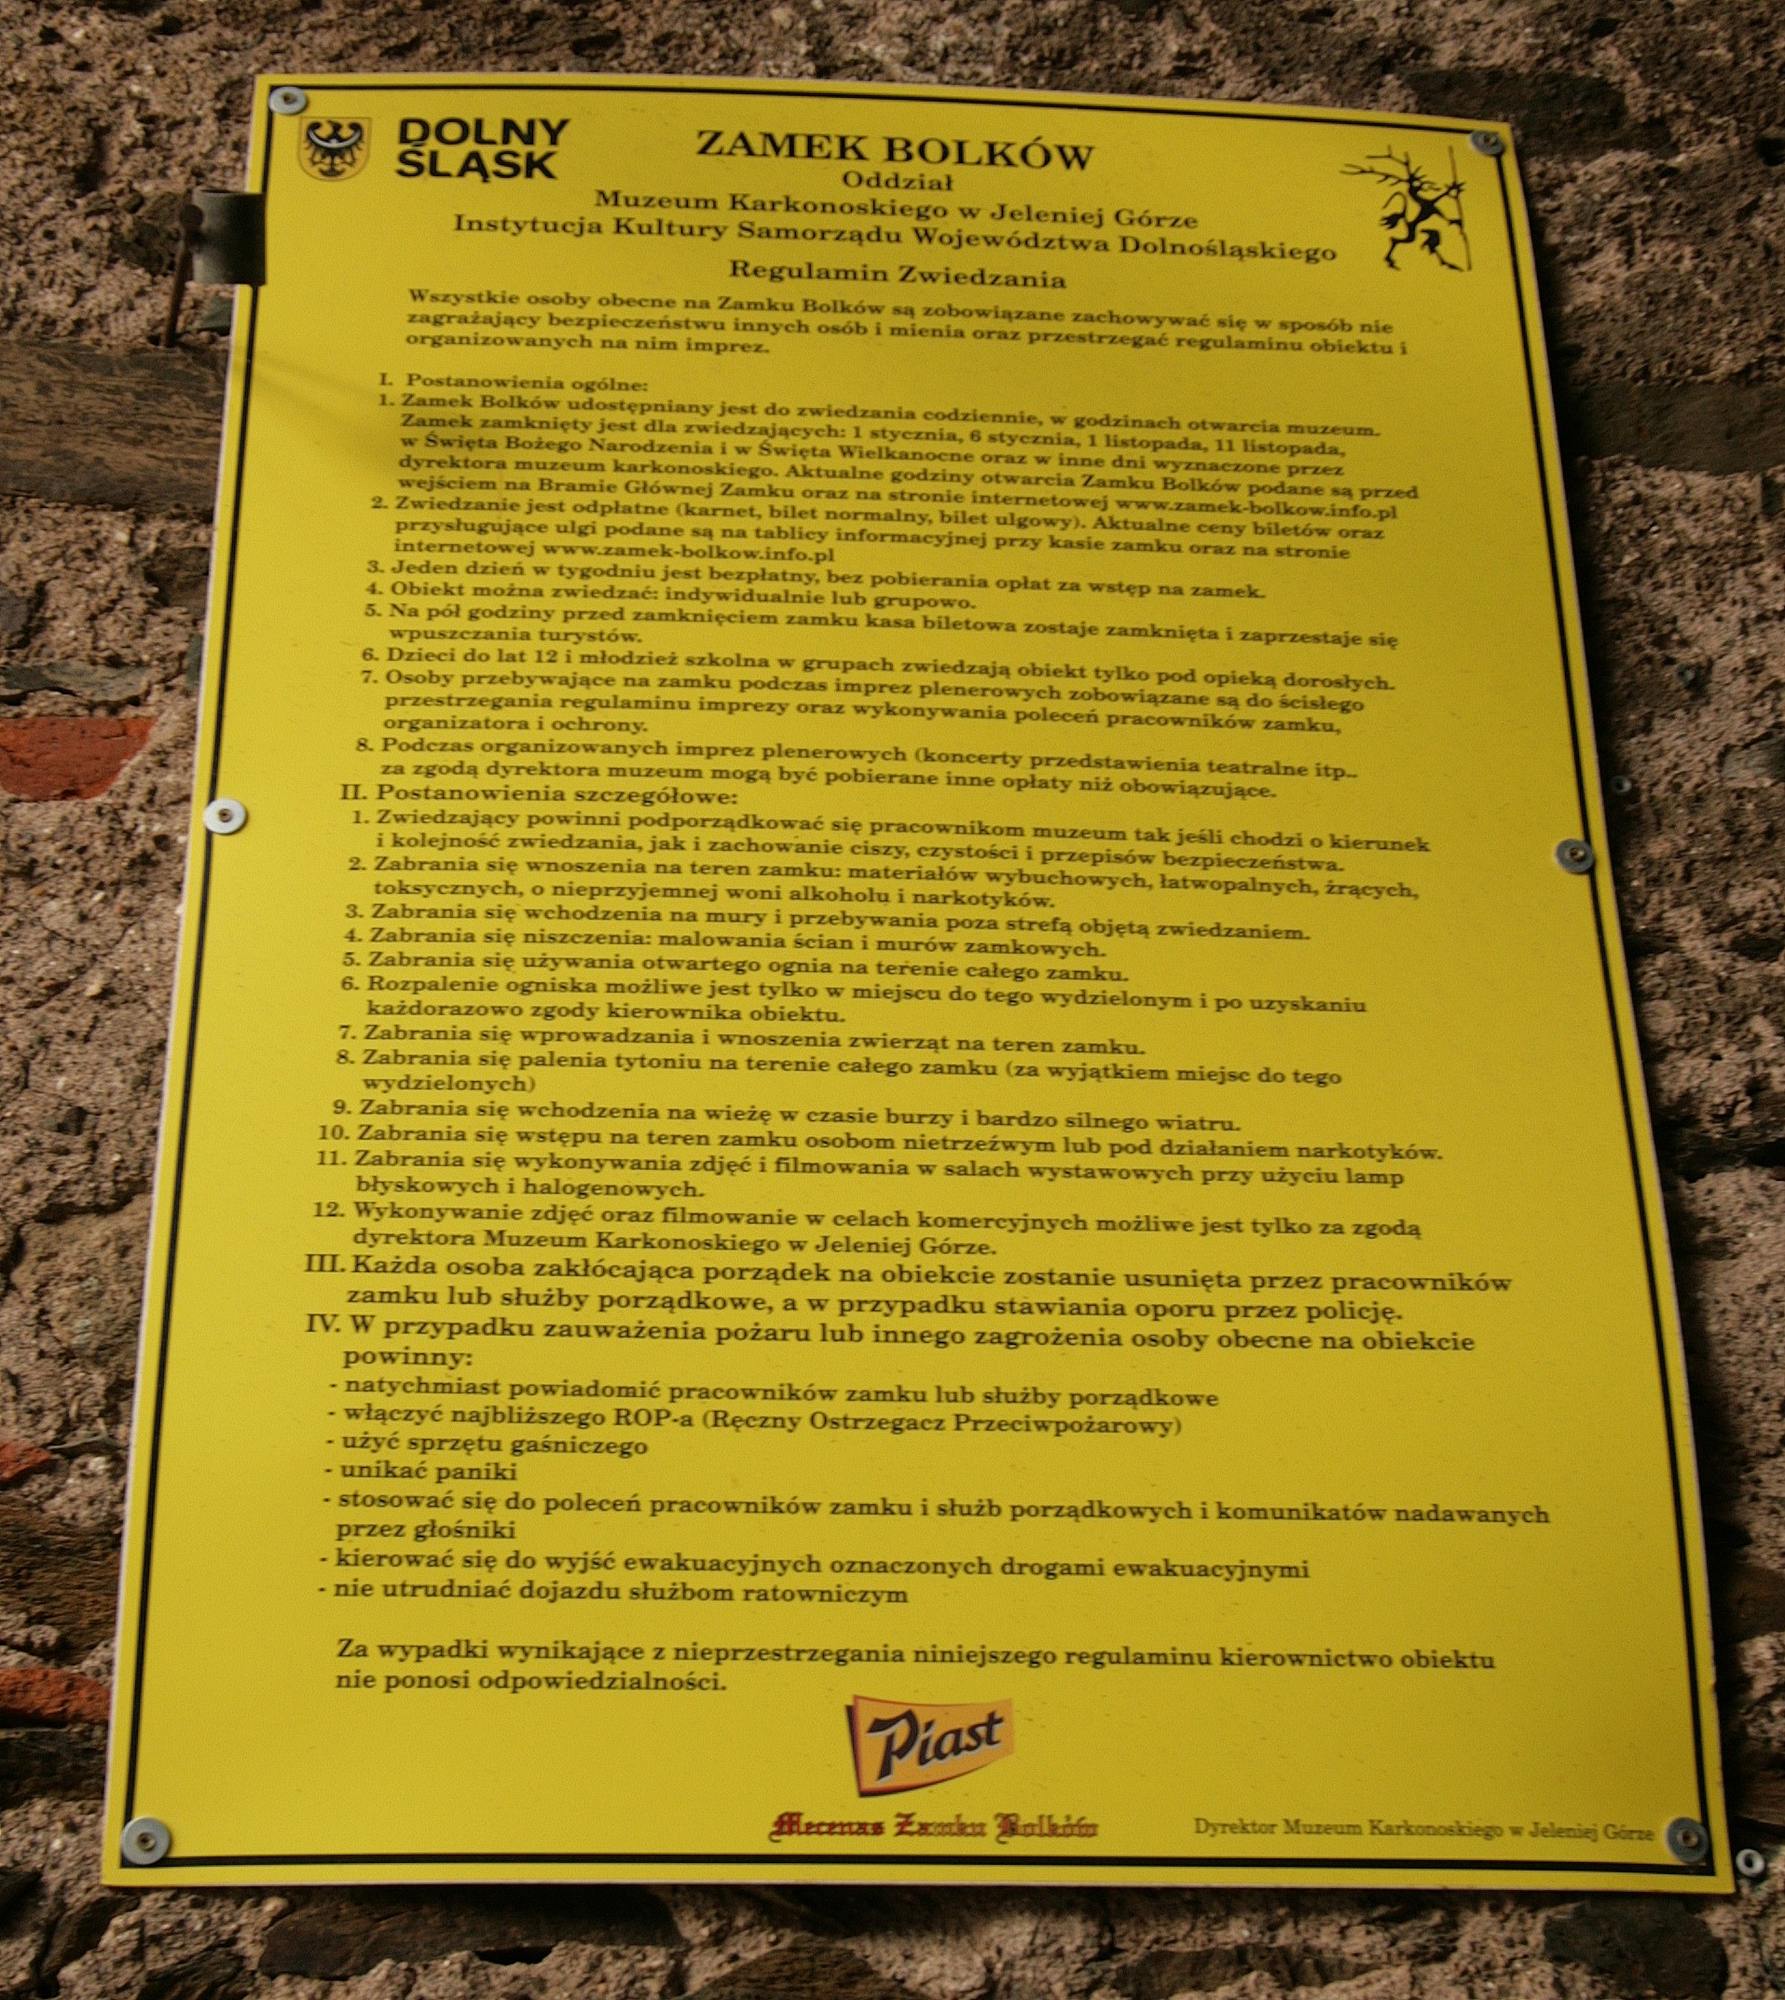 DOLNY
ŚLĄSK
ZAMEK BOLKÓW
Oddział
Muzeum Karkonoskiego w Jeleniej Górze
Instytucja Kultury Samorządu Województwa Dolnośląskiego
Regulamin Zwiedzania
Wszystkie osoby obecne na Zamku Bolków są zobowiązane zachowywać się w sposób nie
zagrażający bezpieczeństwu innych osób i mienia oraz przestrzegać regulaminu obiektu i
organizowanych na nim imprez.
I. Postanowienia ogólne:
1. Zamek Bolków udostępniany jest do zwiedzania codziennie, w godzinach otwarcia muzeum.
Zamek zamknięty jest dla zwiedzających: 1 stycznia, 6 stycznia, 1 listopada, 11 listopada,
w Święta Bożego Narodzenia i w Święta Wielkanocne oraz w inne dni wyznaczone przez
dyrektora muzeum karkonoskiego. Aktualne godziny otwarcia Zamku Bolków podane są przed
wejściem na Bramie Głównej Zamku oraz na stronie internetowej www.zamek-bolkow.info.pl
2. Zwiedzanie jest odpłatne (karnet, bilet normalny, bilet ulgowy). Aktualne ceny biletów oraz
przysługujące ulgi podane są na tablicy informacyjnej przy kasie zamku oraz na stronie
internetowej www.zamek-bolkow.info.pl
3. Jeden dzień w tygodniu jest bezpłatny, bez pobierania opłat za wstęp na zamek.
4. Obiekt można zwiedzać: indywidualnie lub grupowo.
5. Na pół godziny przed zamknięciem zamku kasa biletowa zostaje zamknięta i zaprzestaje się
wpuszczania turystów.
6. Dzieci do lat 12 i młodzież szkolna w grupach zwiedzają obiekt tylko pod opieką dorosłych.
7. Osoby przebywające na zamku podczas imprez plenerowych zobowiązane są do ścisłego
przestrzegania regulaminu imprezy oraz wykonywania poleceń pracowników zamku,
organizatora i ochrony.
8. Podczas organizowanych imprez plenerowych (koncerty przedstawienia teatralne itp..
za zgodą dyrektora muzeum mogą być pobierane inne opłaty niż obowiązujące.
II. Postanowienia szczegółowe:
1. Zwiedzający powinni podporządkować się pracownikom muzeum tak jeśli chodzi o kierunek
i kolejność zwiedzania, jak i zachowanie ciszy, czystości i przepisów bezpieczeństwa.
2. Zabrania się wnoszenia na teren zamku: materiałów wybuchowych, łatwopalnych, żrących,
toksycznych, o nieprzyjemnej woni alkoholu i narkotyków.
3. Zabrania się wchodzenia na mury i przebywania poza strefą objętą zwiedzaniem.
4. Zabrania się niszczenia: malowania ścian i murów zamkowych.
5. Zabrania się używania otwartego ognia na terenie całego zamku.
6. Rozpalenie ogniska możliwe jest tylko w miejscu do tego wydzielonym i po uzyskaniu
każdorazowo zgody kierownika obiektu.
7. Zabrania się wprowadzania i wnoszenia zwierząt na teren zamku.
8. Zabrania się palenia tytoniu na terenie całego zamku (za wyjątkiem miejsc do tego
wydzielonych)
9. Zabrania się wchodzenia na wieżę w czasie burzy i bardzo silnego wiatru.
10. Zabrania się wstępu na teren zamku osobom nietrzeźwym lub pod działaniem narkotyków.
11. Zabrania się wykonywania zdjęć i filmowania w salach wystawowych przy użyciu lamp
błyskowych i halogenowych.
12. Wykonywanie zdjęć oraz filmowanie w celach komercyjnych możliwe jest tylko za zgodą
dyrektora Muzeum Karkonoskiego w Jeleniej Górze.
III. Każda osoba zakłócająca porządek na obiekcie zostanie usunięta przez pracowników
zamku lub służby porządkowe, a w przypadku stawiania oporu przez policję.
IV. W przypadku zauważenia pożaru lub innego zagrożenia osoby obecne na obiekcie
powinny:
- natychmiast powiadomić pracowników zamku lub służby porządkowe
- włączyć najbliższego ROP-a (Ręczny Ostrzegacz Przeciwpożarowy)
- użyć sprzętu gaśniczego
- unikać paniki
- stosować się do poleceń pracowników zamku i służb porządkowych i komunikatów nadawanych
przez głośniki
- kierować się do wyjść ewakuacyjnych oznaczonych drogami ewakuacyjnymi
- nie utrudniać dojazdu służbom ratowniczym
Za wypadki wynikające z nieprzestrzegania niniejszego regulaminu kierownictwo obiektu
nie ponosi odpowiedzialności.
Piast
Mecenas Zamku Bolków
Dyrektor Muzeum Karkonoskiego w Jeleniej Górze